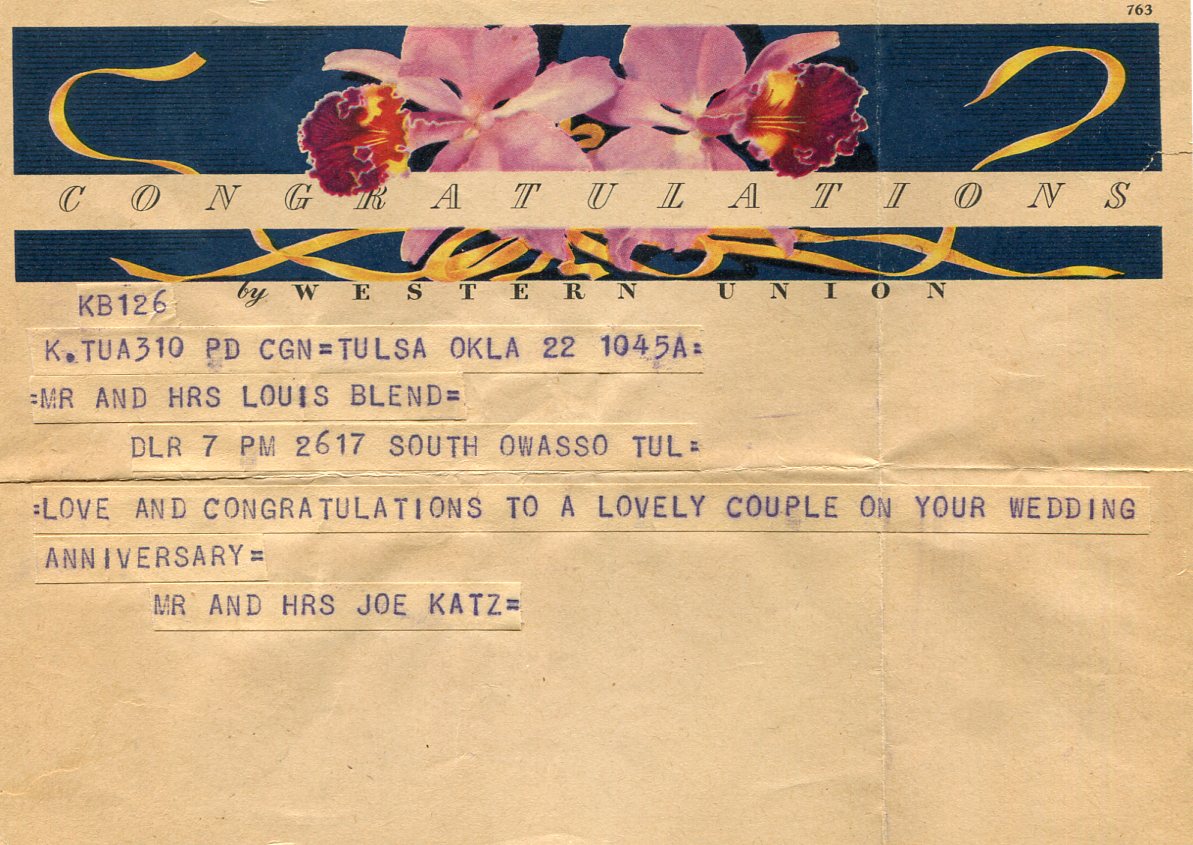 763
CONGRATULATIONS
by WESTERN UNION
KB126
K.TUA310 PD CGN=TULSA OKLA 22 1045A=
=MR AND HRS LOUIS BLEND=
DLR 7 PM 2617 SOUTH OWASSO TUL=
=LOVE AND CONGRATULATIONS TO A LOVELY COUPLE ON YOUR WEDDING
ANNIVERSARY=
MR AND HRS JOE KATZ=